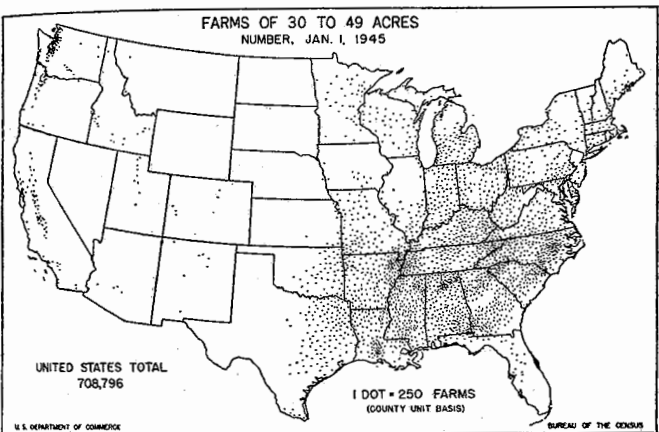 FARMS OF 30 TO 49 ACRES
NUMBER, JAN. 1, 1945
UNITED STATES TOTAL
708,796
1 DOT = 250 FARMS
(COUNTY UNIT BASIS)
U. S. DEPARTMENT OF COMMERCE
BUREAU OF THE CENSUS